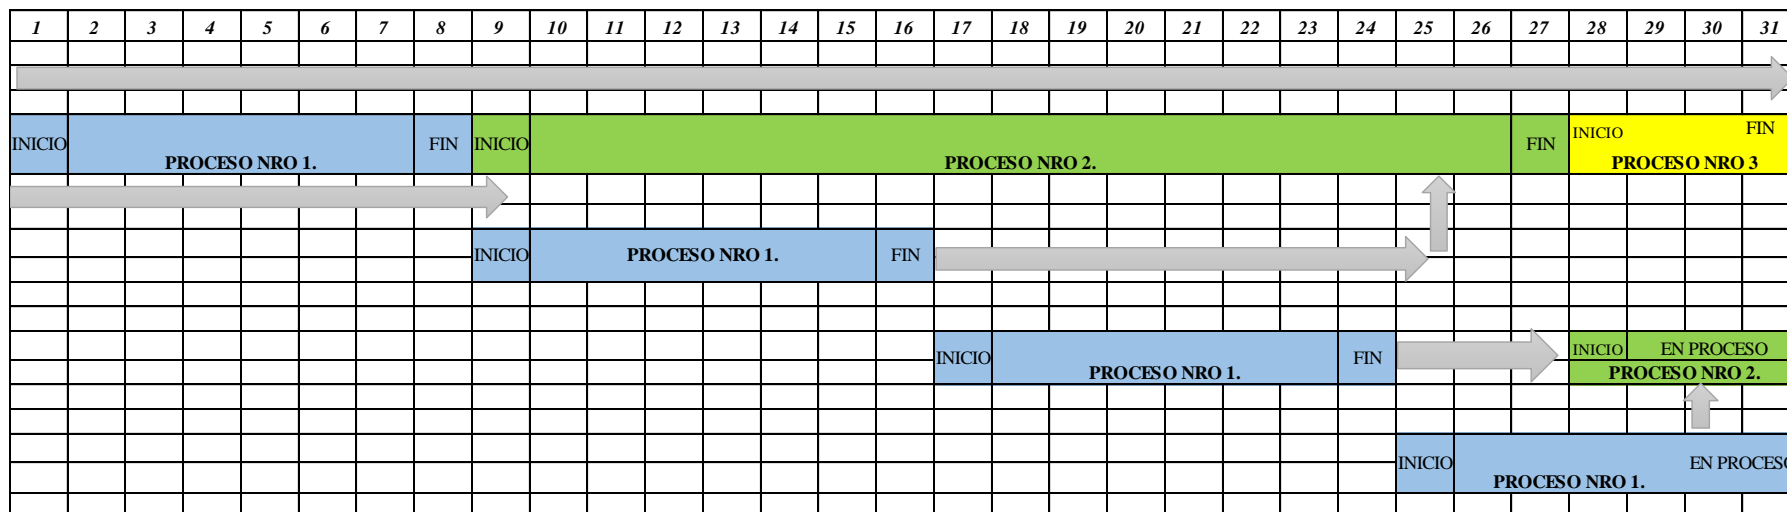 1 2 3 4 5 6 7 8 9 10 11 12 13 14 15 16 17 18 19 20 21 22 23 24 25 26 27 28 29 30 31
INICIO PROCESO NRO 1. FIN INICIO PROCESO NRO 2. FIN INICIO FIN
PROCESO NRO 3
INICIO PROCESO NRO 1. FIN
INICIO PROCESO NRO 1. FIN INICIO EN PROCESO
PROCESO NRO 2.
INICIO PROCESO NRO 1. EN PROCESO